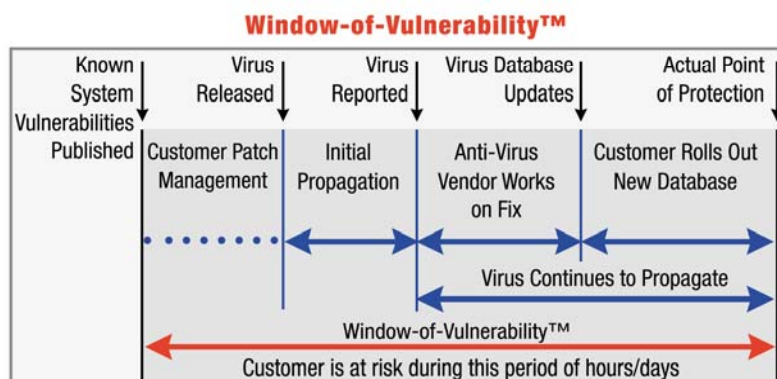 Window-of-Vulnerability™
Known
System
Vulnerabilities
Published
Virus
Released
Virus
Reported
Virus Database
Updates
Actual Point
of Protection
Customer Patch
Management
Initial
Propagation
Anti-Virus
Vendor Works
on Fix
Customer Rolls Out
New Database
Virus Continues to Propagate
Window-of-Vulnerability™
Customer is at risk during this period of hours/days